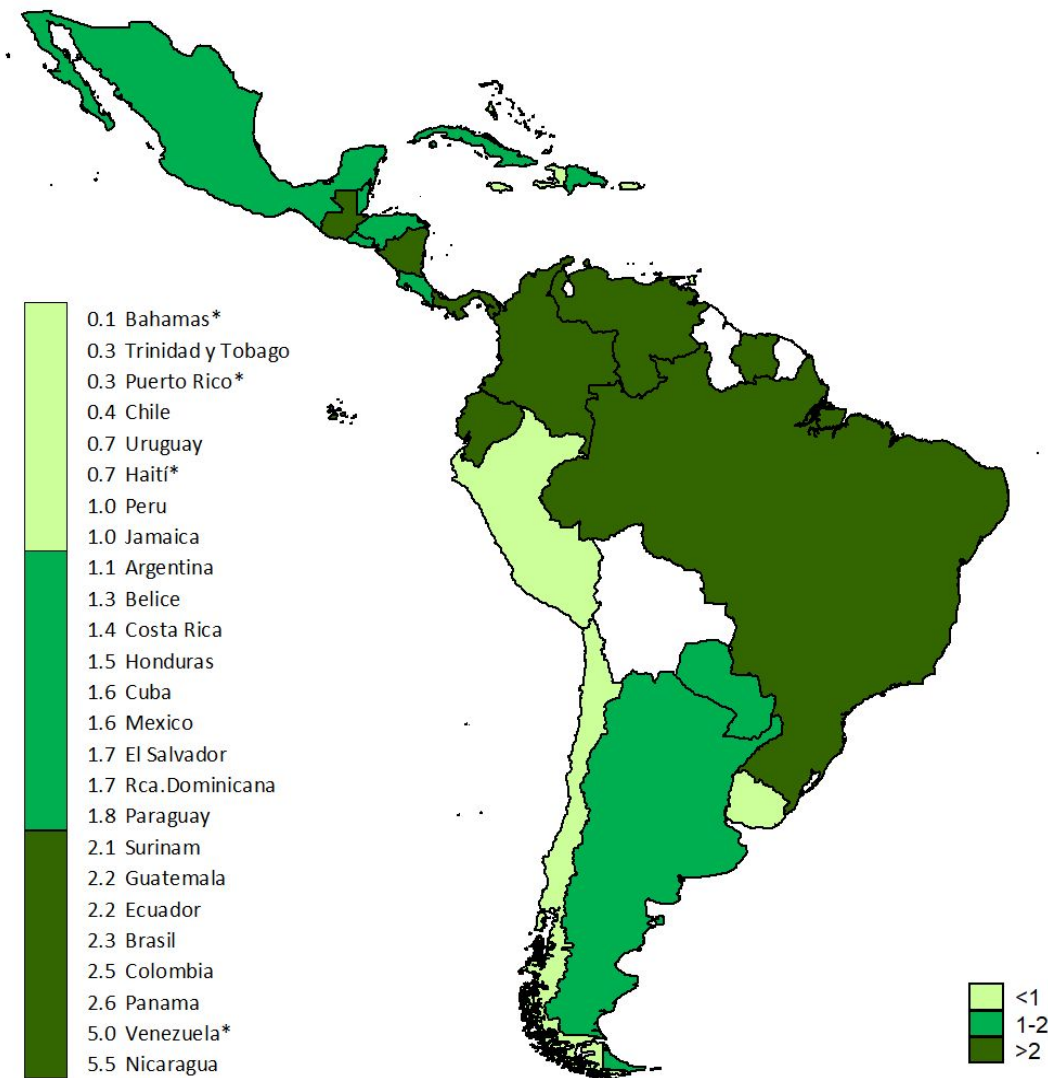 0.1 Bahamas*
0.3 Trinidad y Tobago
0.3 Puerto Rico*
0.4 Chile
0.7 Uruguay
0.7 Haití*
1.0 Peru
1.0 Jamaica
1.1 Argentina
1.3 Belice
1.4 Costa Rica
1.5 Honduras
1.6 Cuba
1.6 Mexico
1.7 El Salvador
1.7 Rca.Dominicana
1.8 Paraguay
2.1 Surinam
2.2 Guatemala
2.2 Ecuador
2.3 Brasil
2.5 Colombia
2.6 Panama
5.0 Venezuela*
5.5 Nicaragua
<1
1-2
>2